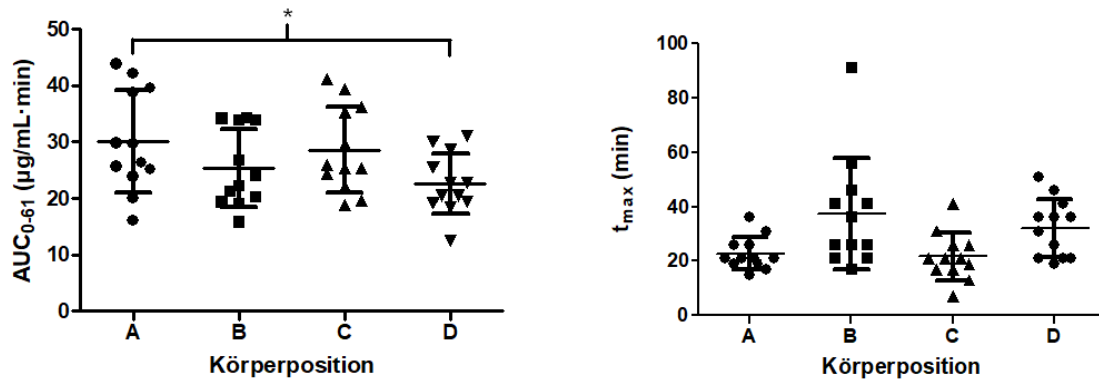 *
AUC0-61 (µg/mL·min)
50
40
30
20
10
0
A B C D
Körperposition
tmax (min)
100
80
60
40
20
0
A B C D
Körperposition